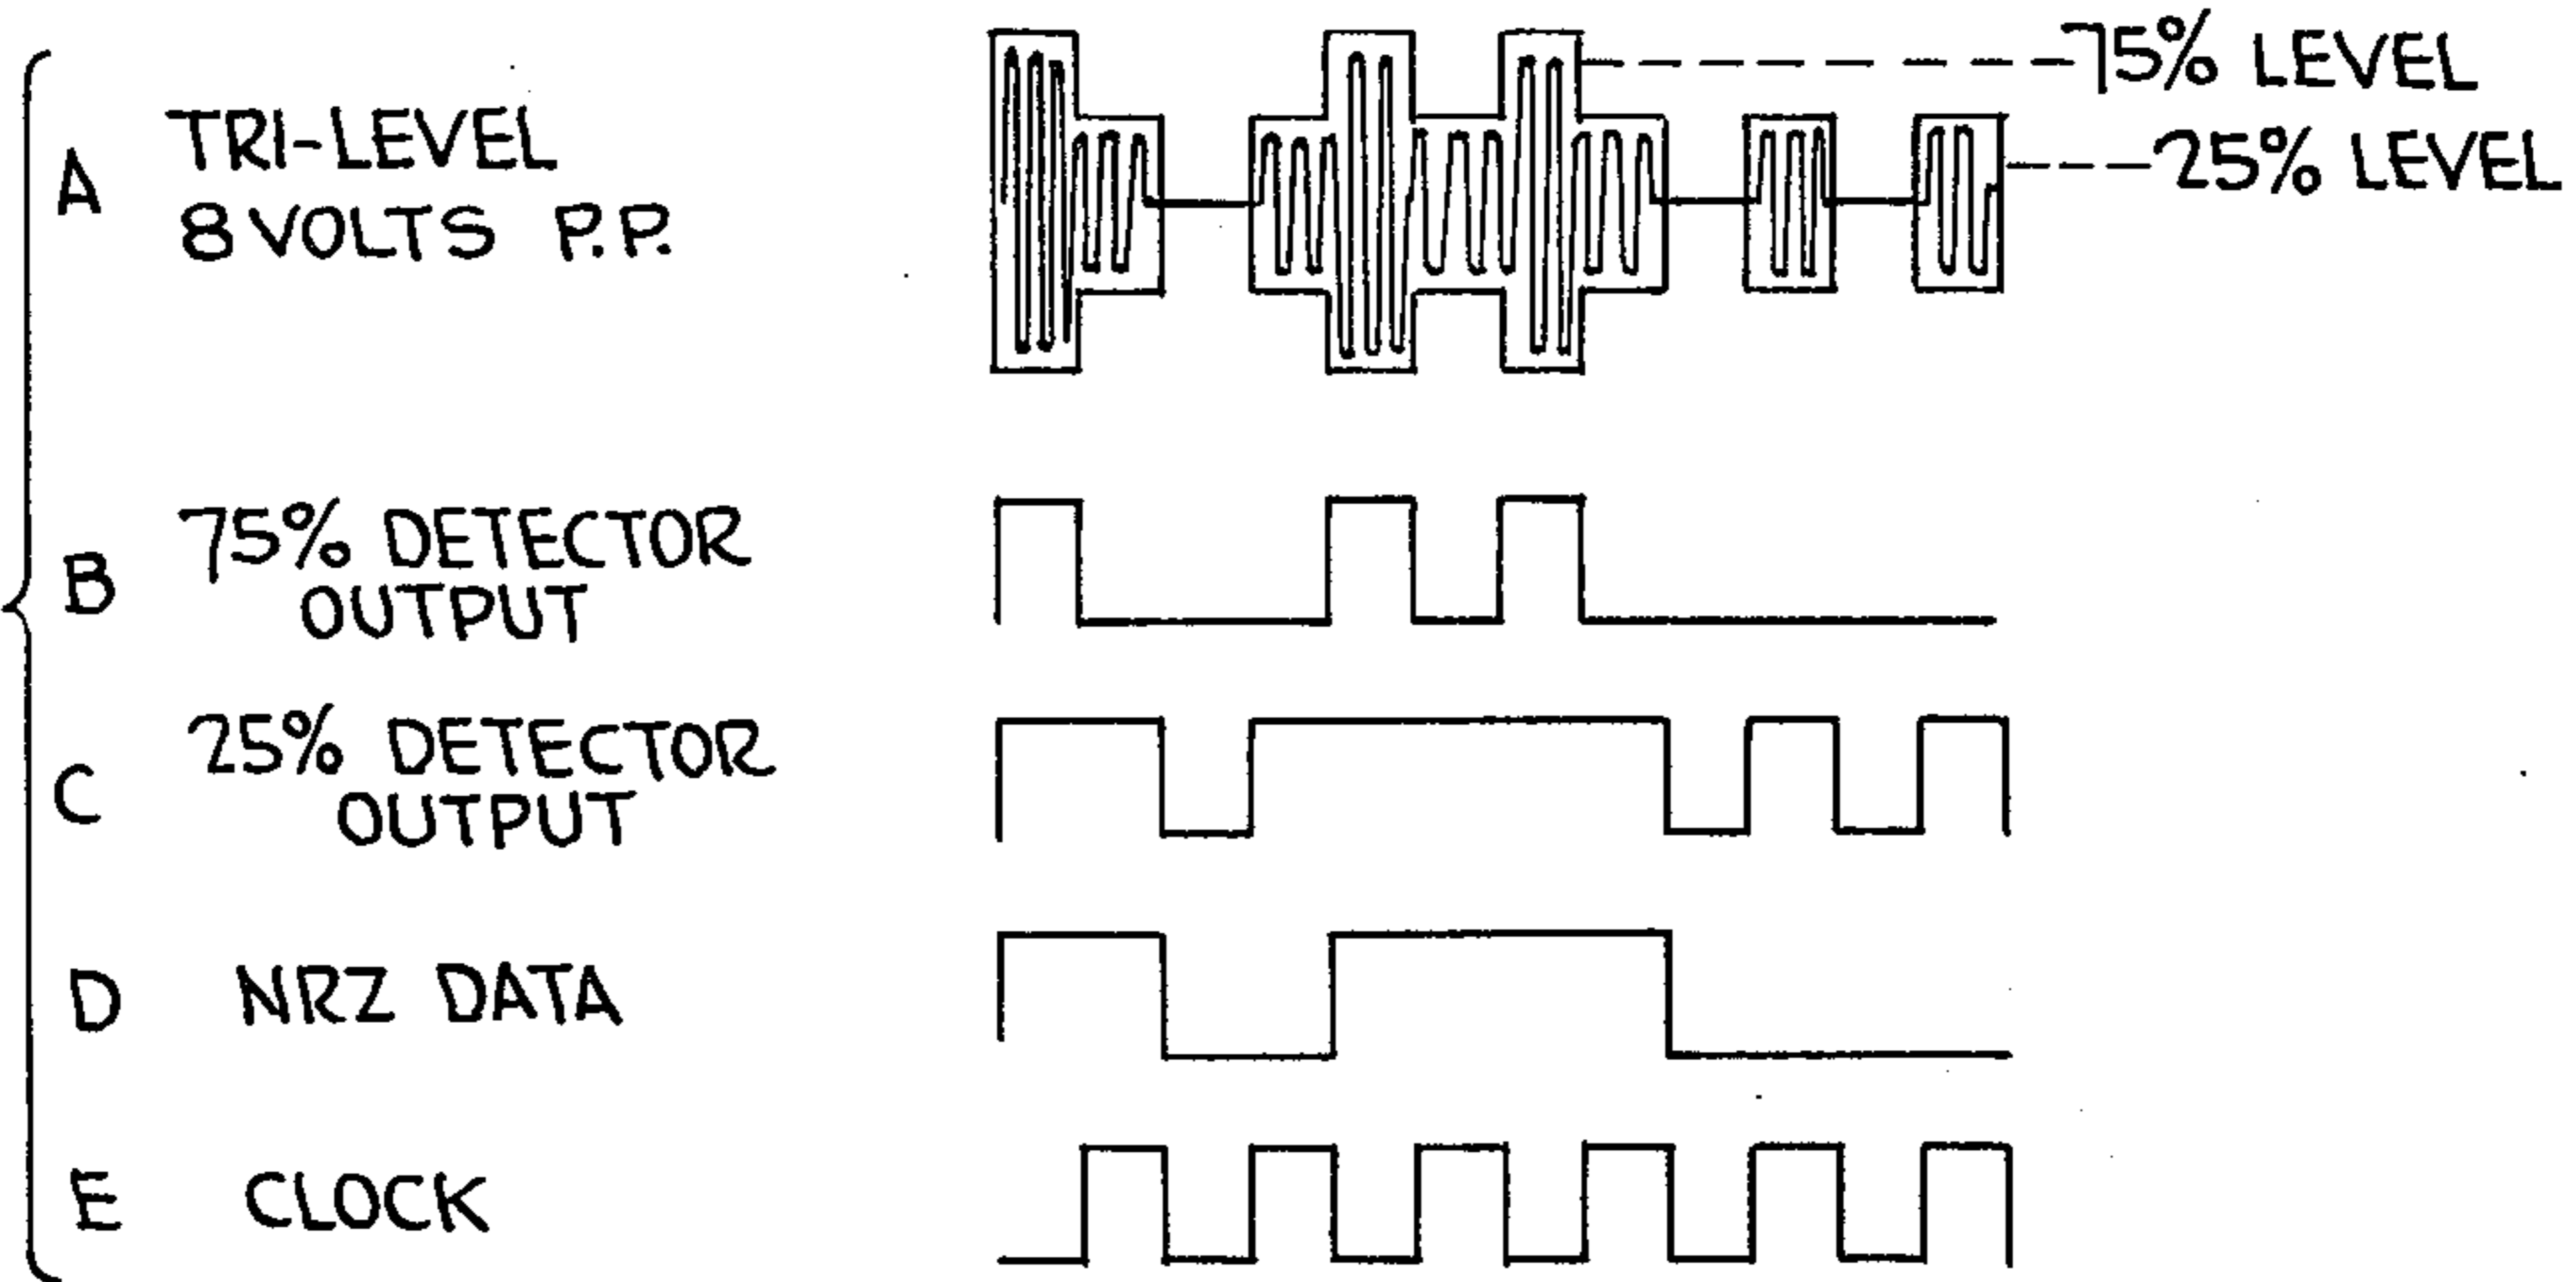 A
TRI-LEVEL
8 VOLTS P.P.
75% LEVEL
25% LEVEL
B
75% DETECTOR
OUTPUT
C
25% DETECTOR
OUTPUT
D
NRZ DATA
E
CLOCK